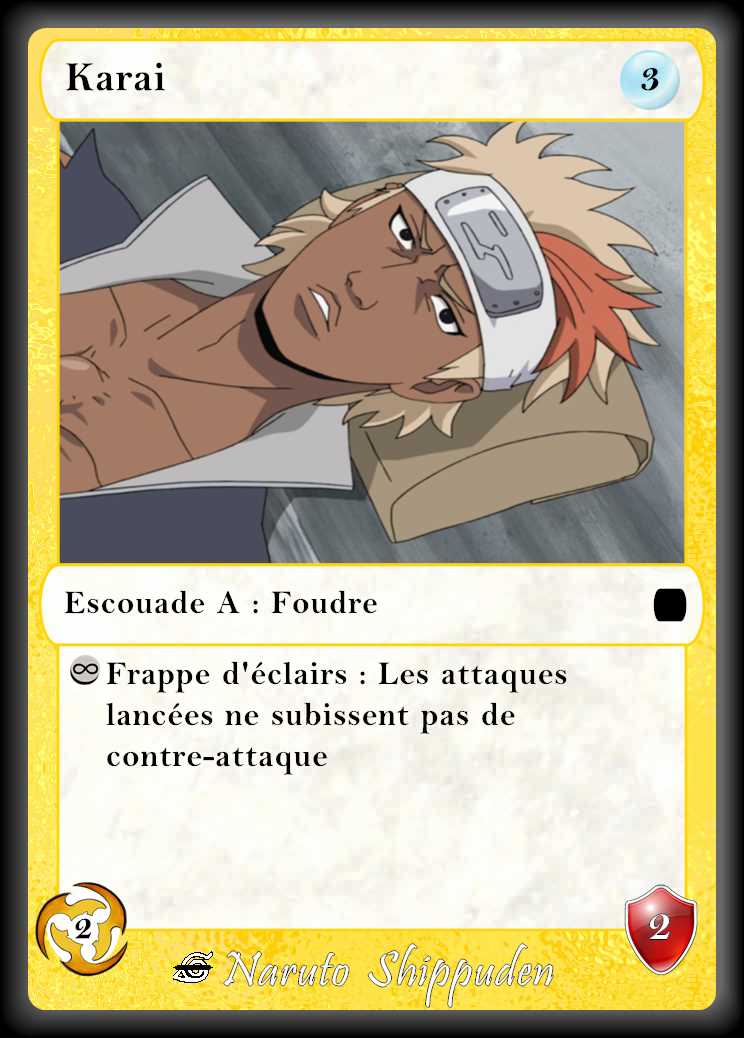 Karai
3
Escouade A : Foudre
Frappe d'éclairs : Les attaques
lancées ne subissent pas de
contre-attaque
2
2
Naruto Shippuden